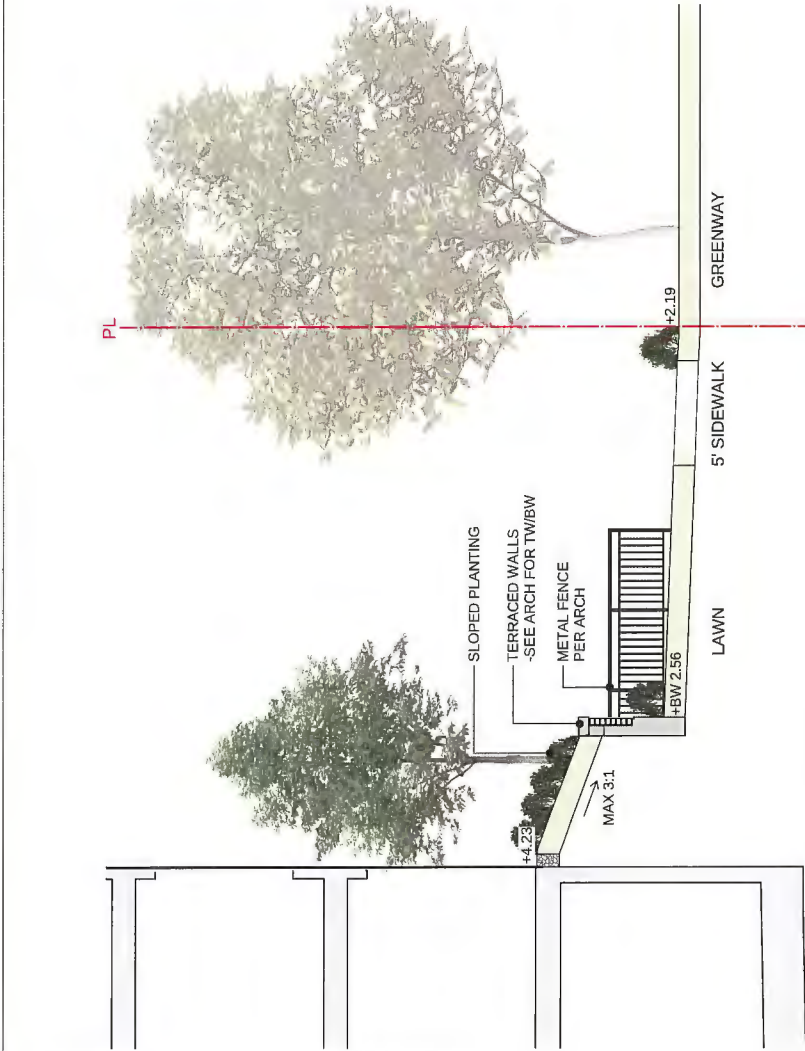 PL
SLOPED PLANTING
TERRACED WALLS
-SEE ARCH FOR TW/BW
METAL FENCE
PER ARCH
+4.23
MAX 3:1
+BW 2.56
+2.19
LAWN
5' SIDEWALK
GREENWAY